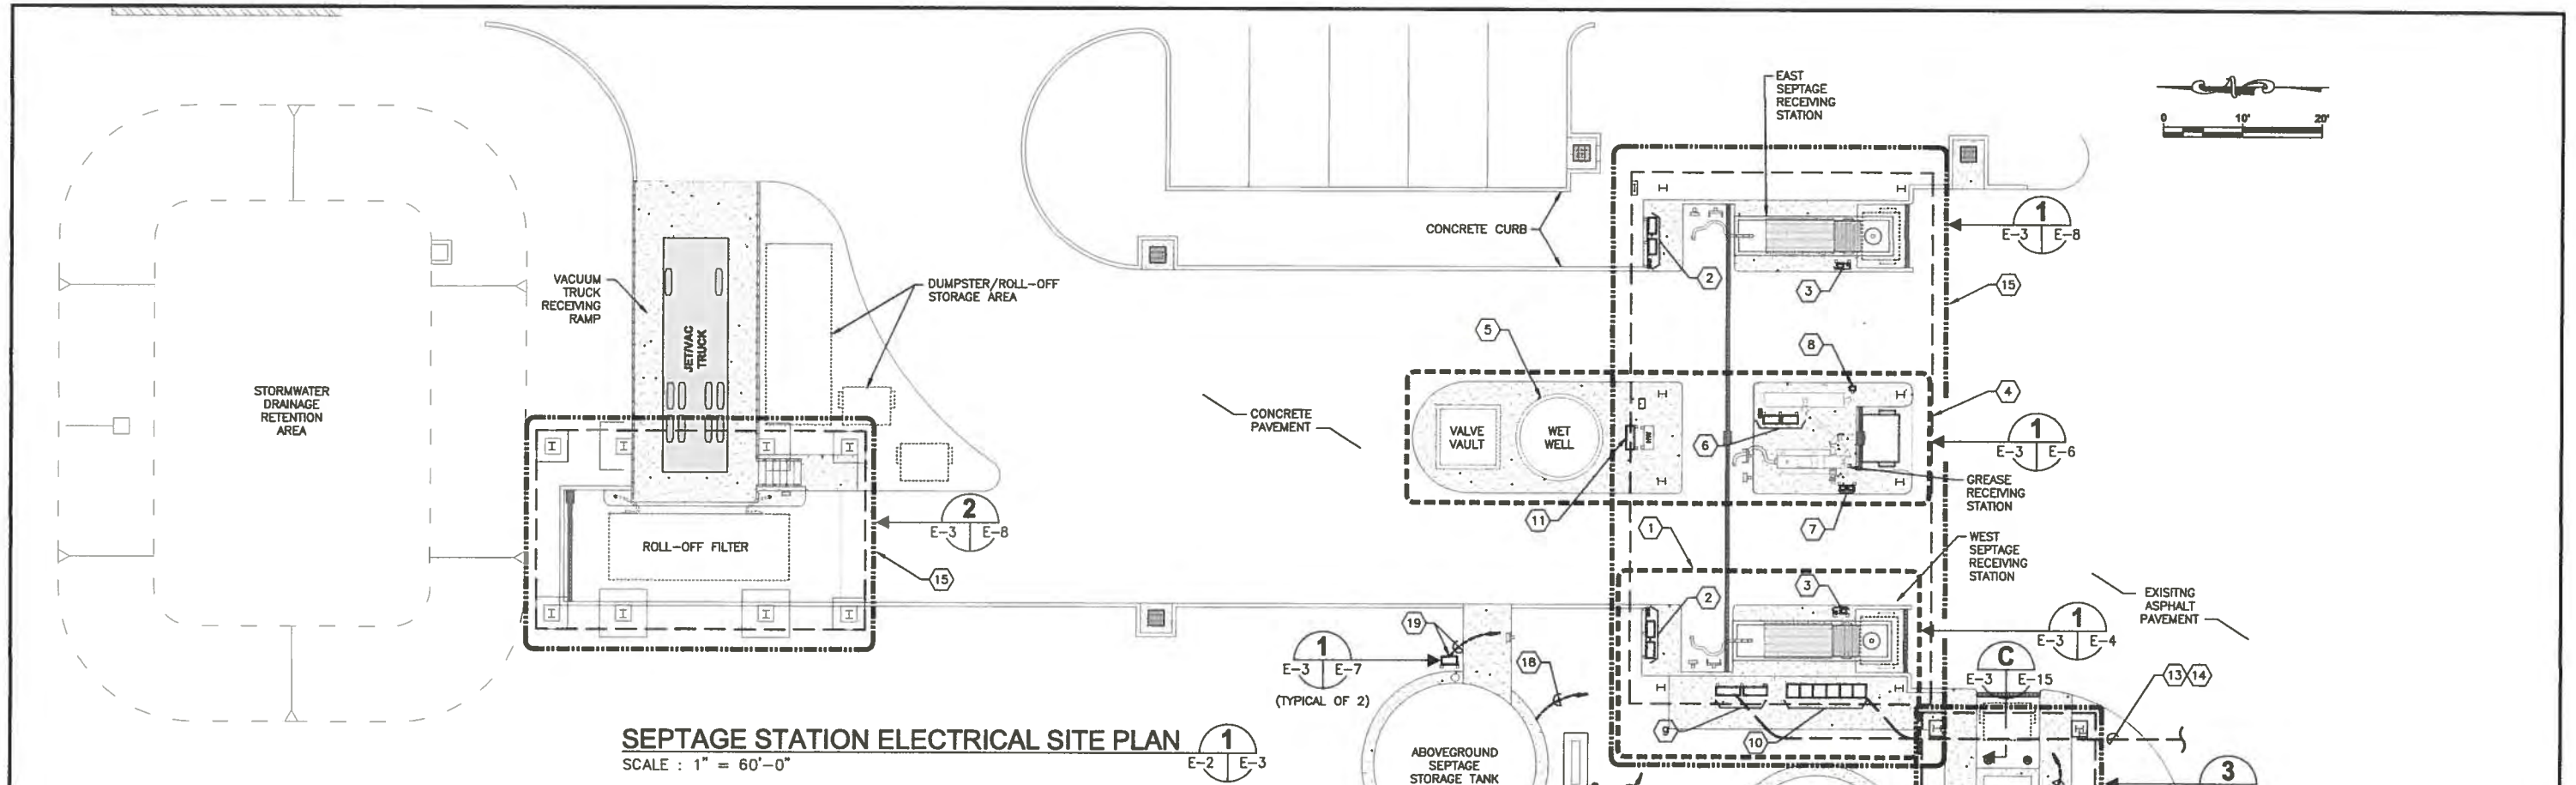 EAST
SEPTAGE
RECEIVING
STATION
0 10' 20'
CONCRETE CURB
2
3
1
E-3 E-8
15
VACUUM
TRUCK
RECEIVING
RAMP
DUMPSTER/ROLL-OFF
STORAGE AREA
JET/VAC
TRUCK
STORMWATER
DRAINAGE
RETENTION
AREA
5
8
4
CONCRETE
PAVEMENT
VALVE
VAULT
WET
WELL
6
1
E-3 E-6
GREASE
RECEIVING
STATION
11
7
2
E-3 E-8
ROLL-OFF FILTER
15
1
WEST
SEPTAGE
RECEIVING
STATION
2
3
EXISITNG
ASPHALT
PAVEMENT
1
E-3 E-4
19
1
E-3 E-7
(TYPICAL OF 2)
18
C
E-3 E-15
13 14
9
10
SEPTAGE STATION ELECTRICAL SITE PLAN
1
E-2 E-3
SCALE : 1" = 60'-0"
ABOVEGROUND
SEPTAGE
STORAGE TANK
3